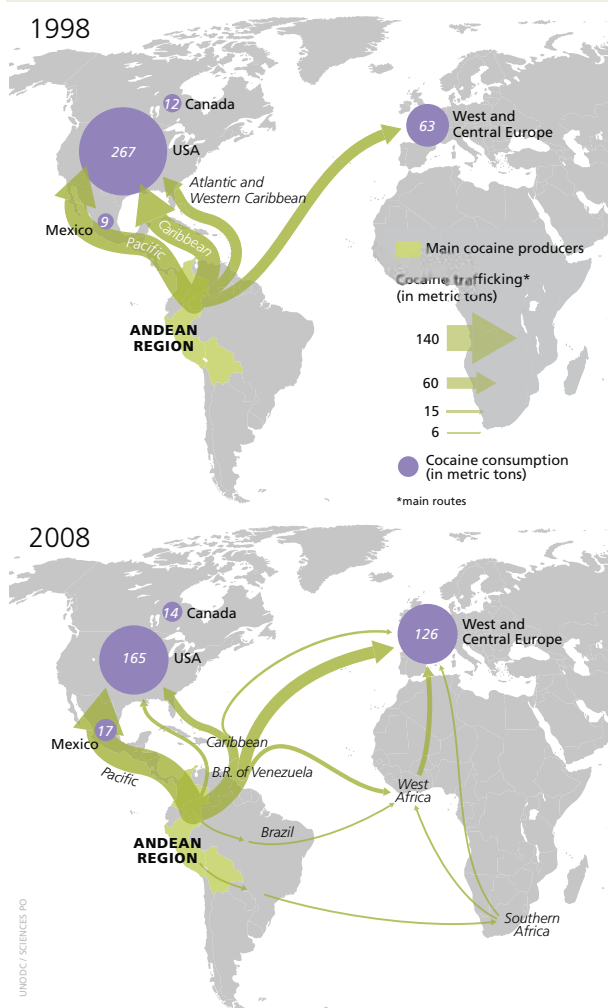 1998
12 Canada
267
USA
63
West and
Central Europe
Atlantic and
Western Caribbean
Mexico 9
Pacific
Caribbean
ANDEAN
REGION
Main cocaine producers
Cocaine trafficking*
(in metric tons)
140
60
15
6
Cocaine consumption
(in metric tons)
*main routes
2008
14 Canada
165
USA
126
West and
Central Europe
Mexico 17
Pacific
Caribbean
B.R. of Venezuela
West
Africa
Brazil
ANDEAN
REGION
Southern
Africa
UNODC / SCIENCES PO